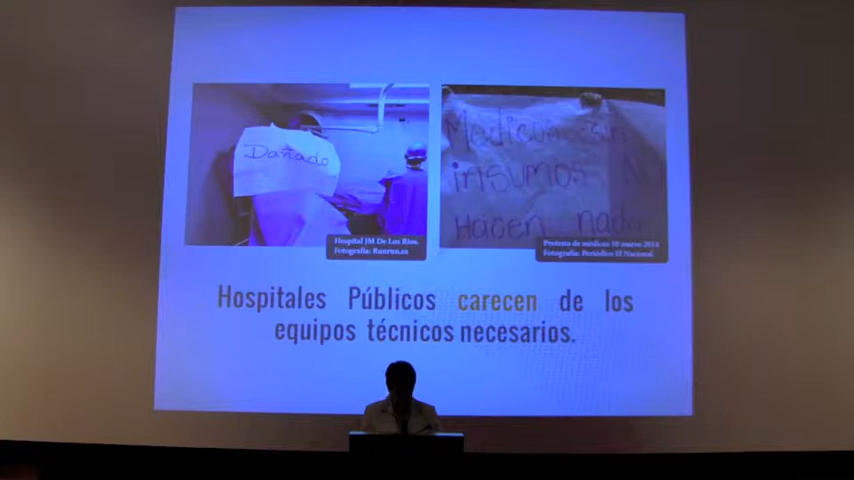 Dañado
Medicos sin
insumos NO
Hacen nada
Hospital JM De Los Ríos.
Fotografía: Runrun.es
Protesta de médicos 10 marzo 2014
Fotografía: Periódico El Nacional.
Hospitales Públicos carecen de los
equipos técnicos necesarios.